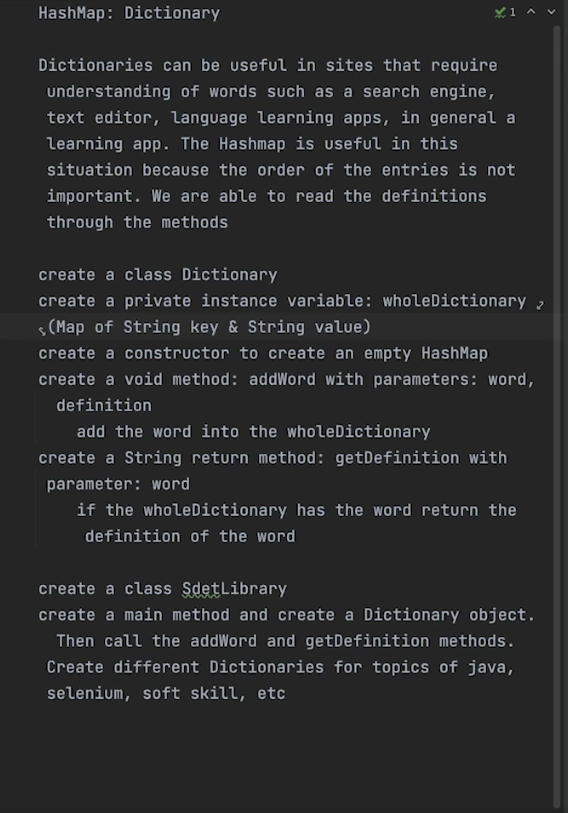 HashMap: Dictionary
1
Dictionaries can be useful in sites that require
understanding of words such as a search engine,
text editor, language learning apps, in general a
learning app. The Hashmap is useful in this
situation because the order of the entries is not
important. We are able to read the definitions
through the methods
create a class Dictionary
create a private instance variable: wholeDictionary
(Map of String key & String value)
create a constructor to create an empty HashMap
create a void method: addWord with parameters: word,
definition
add the word into the wholeDictionary
create a String return method: getDefinition with
parameter: word
if the wholeDictionary has the word return the
definition of the word
create a class SdetLibrary
create a main method and create a Dictionary object.
Then call the addWord and getDefinition methods.
Create different Dictionaries for topics of java,
selenium, soft skill, etc